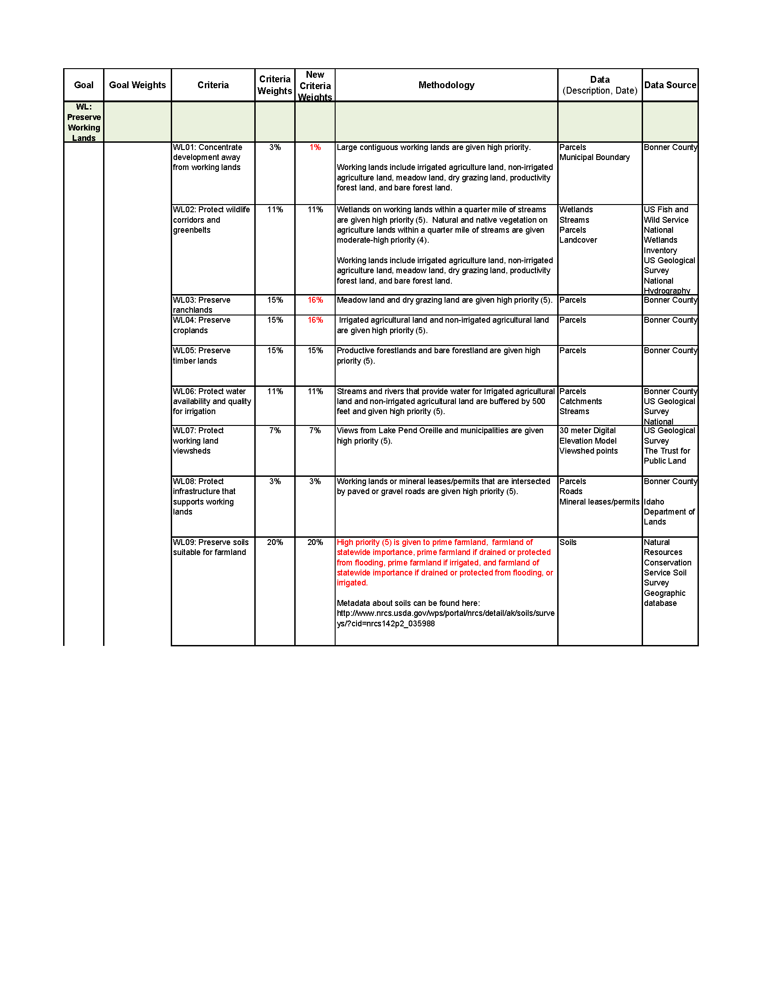 Goal
Goal Weights
Criteria
Criteria
Weights
New
Criteria
Weights
Methodology
Data
(Description, Date)
Data Source
WL:
Preserve
Working
Lands
WL01: Concentrate
development away
from working lands
3%
1%
Large contiguous working lands are given high priority.
Working lands include irrigated agriculture land, non-irrigated
agriculture land, meadow land, dry grazing land, productivity
forest land, and bare forest land.
Parcels
Municipal Boundary
Bonner County
WL02: Protect wildlife
corridors and
greenbelts
11%
11%
Wetlands on working lands within a quarter mile of streams
are given high priority (5).  Natural and native vegetation on
agriculture lands within a quarter mile of streams are given
moderate-high priority (4).
Working lands include irrigated agriculture land, non-irrigated
agriculture land, meadow land, dry grazing land, productivity
forest land, and bare forest land.
Wetlands
Streams
Parcels
Landcover
US Fish and
Wild Service
National
Wetlands
Inventory
US Geological
Survey
National
Hydrography
WL03: Preserve
ranchlands
15%
16%
Meadow land and dry grazing land are given high priority (5).
Parcels
Bonner County
WL04: Preserve
croplands
15%
16%
Irrigated agricultural land and non-irrigated agricultural land
are given high priority (5).
Parcels
Bonner County
WL05: Preserve
timber lands
15%
15%
Productive forestlands and bare forestland are given high
priority (5).
Parcels
Bonner County
WL06: Protect water
availability and quality
for irrigation
11%
11%
Streams and rivers that provide water for Irrigated agricultural
land and non-irrigated agricultural land are buffered by 500
feet and given high priority (5).
Parcels
Catchments
Streams
Bonner County
US Geological
Survey
National
WL07: Protect
working land
viewsheds
7%
7%
Views from Lake Pend Oreille and municipalities are given
high priority (5).
30 meter Digital
Elevation Model
Viewshed points
US Geological
Survey
The Trust for
Public Land
WL08: Protect
infrastructure that
supports working
lands
3%
3%
Working lands or mineral leases/permits that are intersected
by paved or gravel roads are given high priority (5).
Parcels
Roads
Mineral leases/permits
Bonner County
Idaho
Department of
Lands
WL09: Preserve soils
suitable for farmland
20%
20%
High priority (5) is given to prime farmland,  farmland of
statewide importance, prime farmland if drained or protected
from flooding, prime farmland if irrigated, and farmland of
statewide importance if drained or protected from flooding, or
irrigated.
Metadata about soils can be found here:
http://www.nrcs.usda.gov/wps/portal/nrcs/detail/ak/soils/surve
ys/?cid=nrcs142p2_035988
Soils
Natural
Resources
Conservation
Service Soil
Survey
Geographic
database